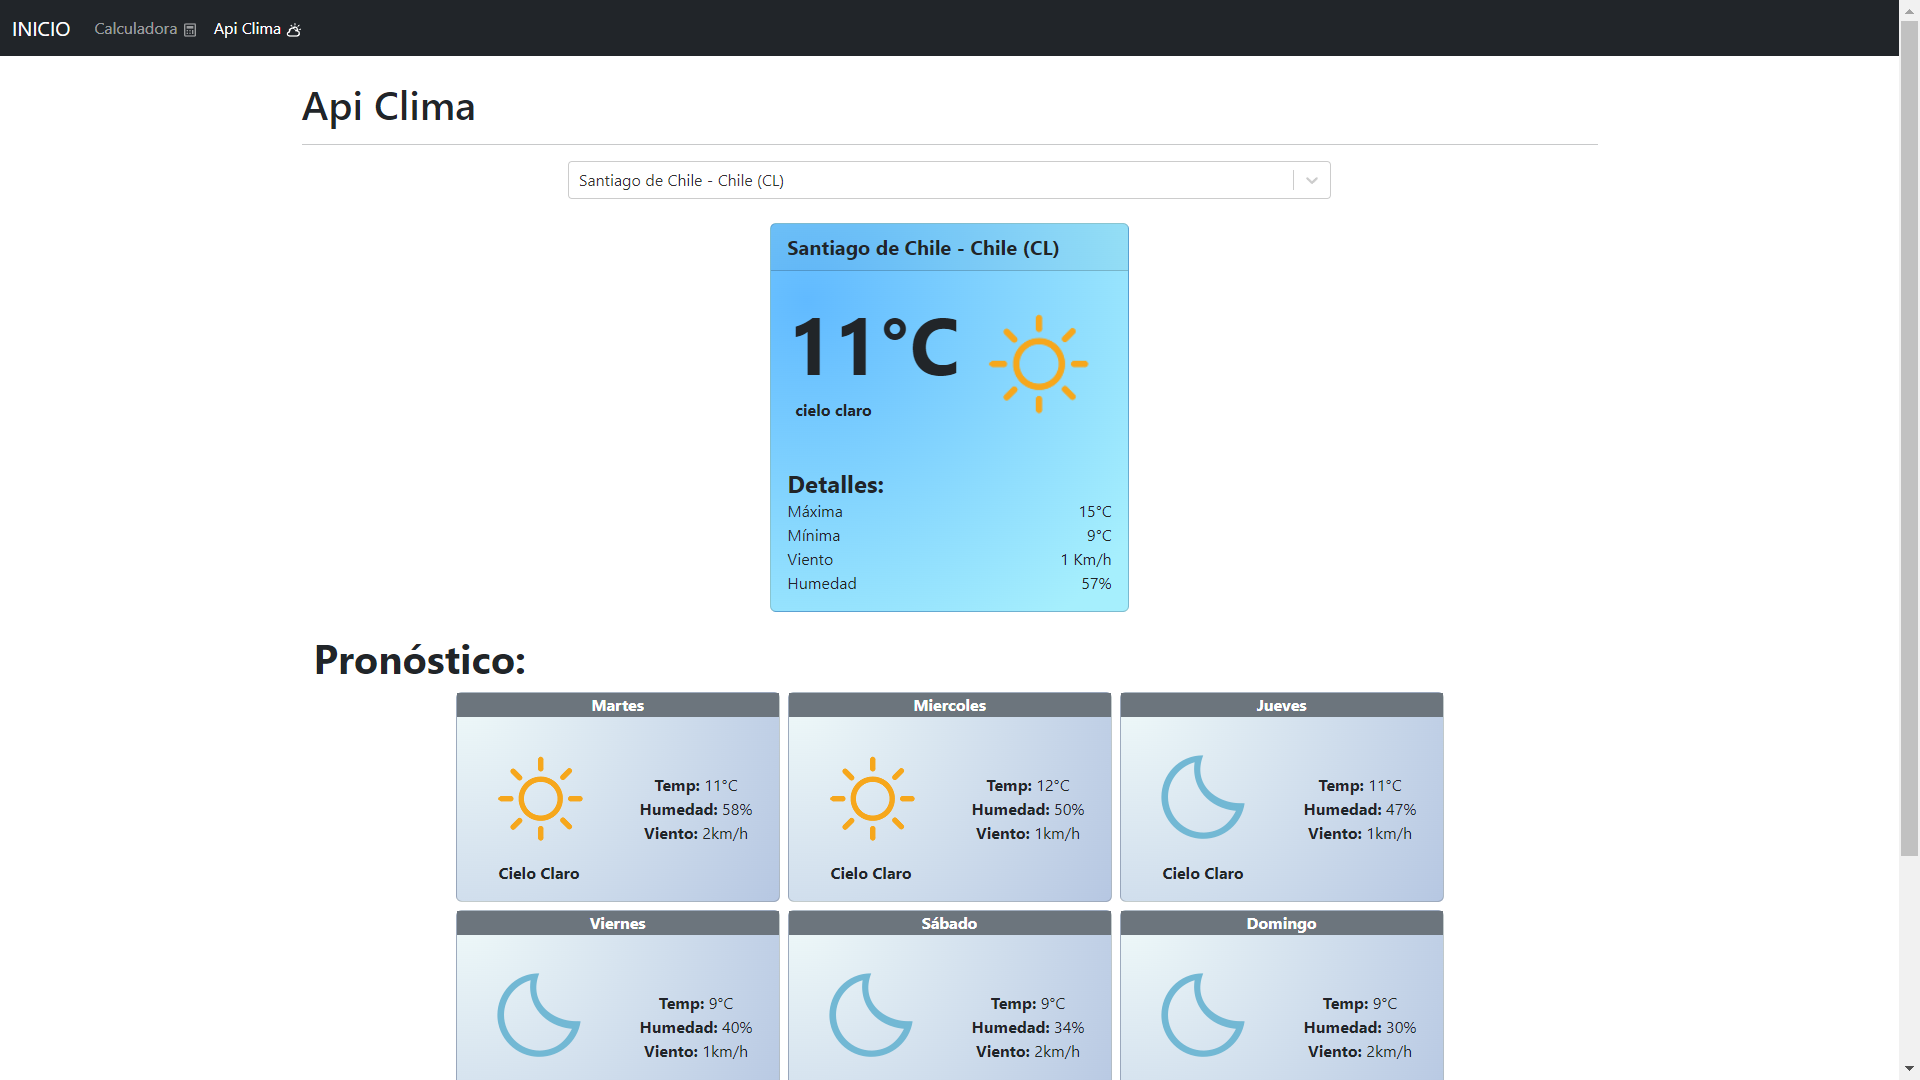 INICIO Calculadora Api Clima
Api Clima
Santiago de Chile - Chile (CL)
Santiago de Chile - Chile (CL)
11°C
cielo claro
Detalles:
Máxima 15°C
Mínima 9°C
Viento 1 Km/h
Humedad 57%
Pronóstico:
Martes
Temp: 11°C
Humedad: 58%
Viento: 2km/h
Cielo Claro
Miercoles
Temp: 12°C
Humedad: 50%
Viento: 1km/h
Cielo Claro
Jueves
Temp: 11°C
Humedad: 47%
Viento: 1km/h
Cielo Claro
Viernes
Temp: 9°C
Humedad: 40%
Viento: 1km/h
Sábado
Temp: 9°C
Humedad: 34%
Viento: 2km/h
Domingo
Temp: 9°C
Humedad: 30%
Viento: 2km/h